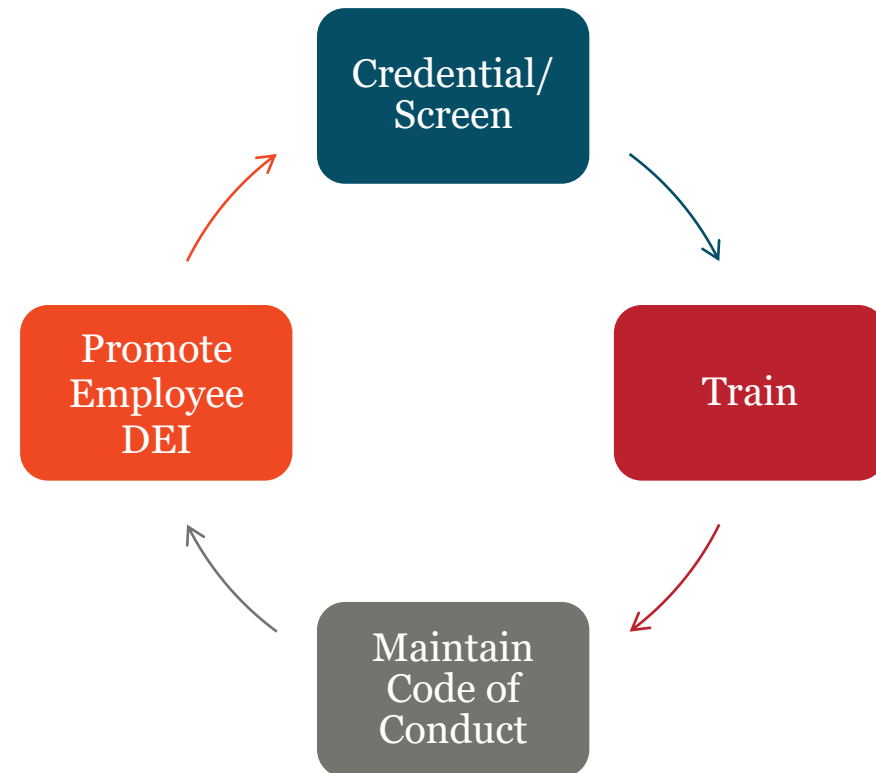 Credential/
Screen
Train
Maintain
Code of
Conduct
Promote
Employee
DEI